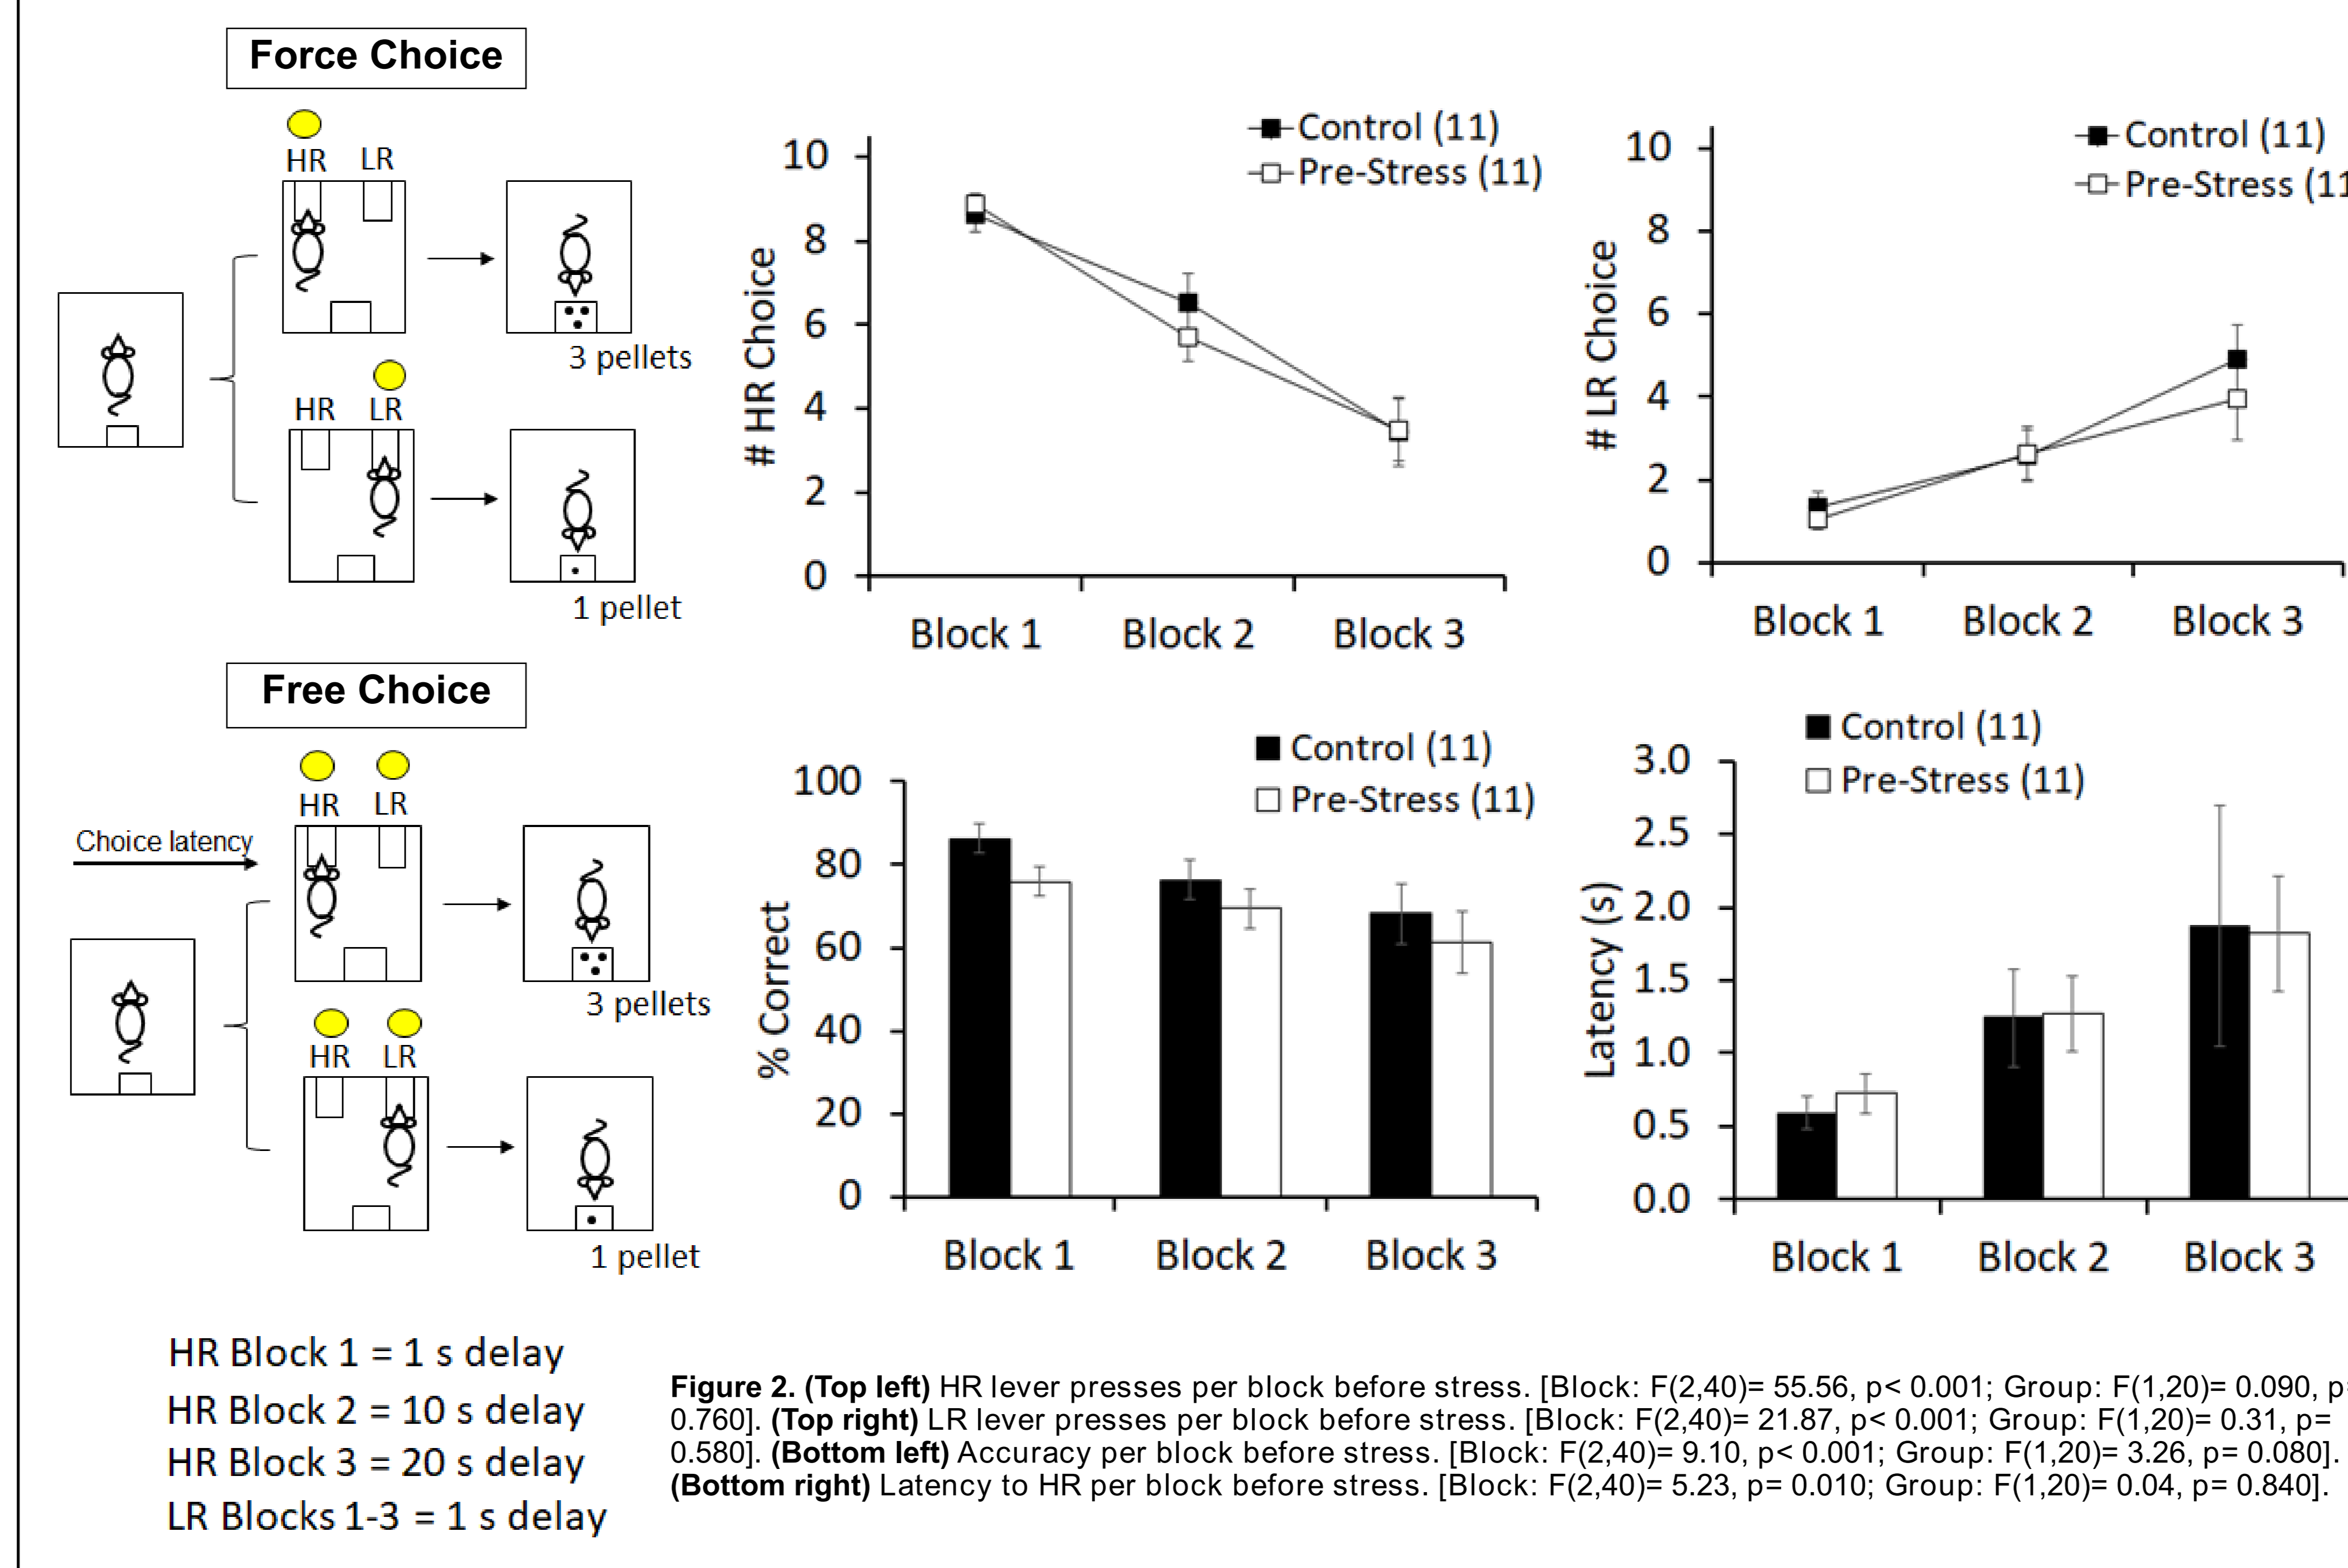 Force Choice
HR LR
3 pellets
HR LR
1 pellet
Free Choice
HR LR
Choice latency
3 pellets
HR LR
1 pellet
HR Block 1 = 1 s delay
HR Block 2 = 10 s delay
HR Block 3 = 20 s delay
LR Blocks 1-3 = 1 s delay
Control (11)
Pre-Stress (11)
# HR Choice
10
8
6
4
2
0
Block 1 Block 2 Block 3
Control (11)
Pre-Stress (11
# LR Choice
10
8
6
4
2
0
Block 1 Block 2 Block 3
Control (11)
Pre-Stress (11)
% Correct
100
80
60
40
20
0
Block 1 Block 2 Block 3
Control (11)
Pre-Stress (11)
Latency (s)
3.0
2.5
2.0
1.5
1.0
0.5
0.0
Block 1 Block 2 Block 3
Figure 2. (Top left) HR lever presses per block before stress. [Block: F(2,40)= 55.56, p< 0.001; Group: F(1,20)= 0.090, p=
0.760]. (Top right) LR lever presses per block before stress. [Block: F(2,40)= 21.87, p< 0.001; Group: F(1,20)= 0.31, p=
0.580]. (Bottom left) Accuracy per block before stress. [Block: F(2,40)= 9.10, p< 0.001; Group: F(1,20)= 3.26, p= 0.080].
(Bottom right) Latency to HR per block before stress. [Block: F(2,40)= 5.23, p= 0.010; Group: F(1,20)= 0.04, p= 0.840].